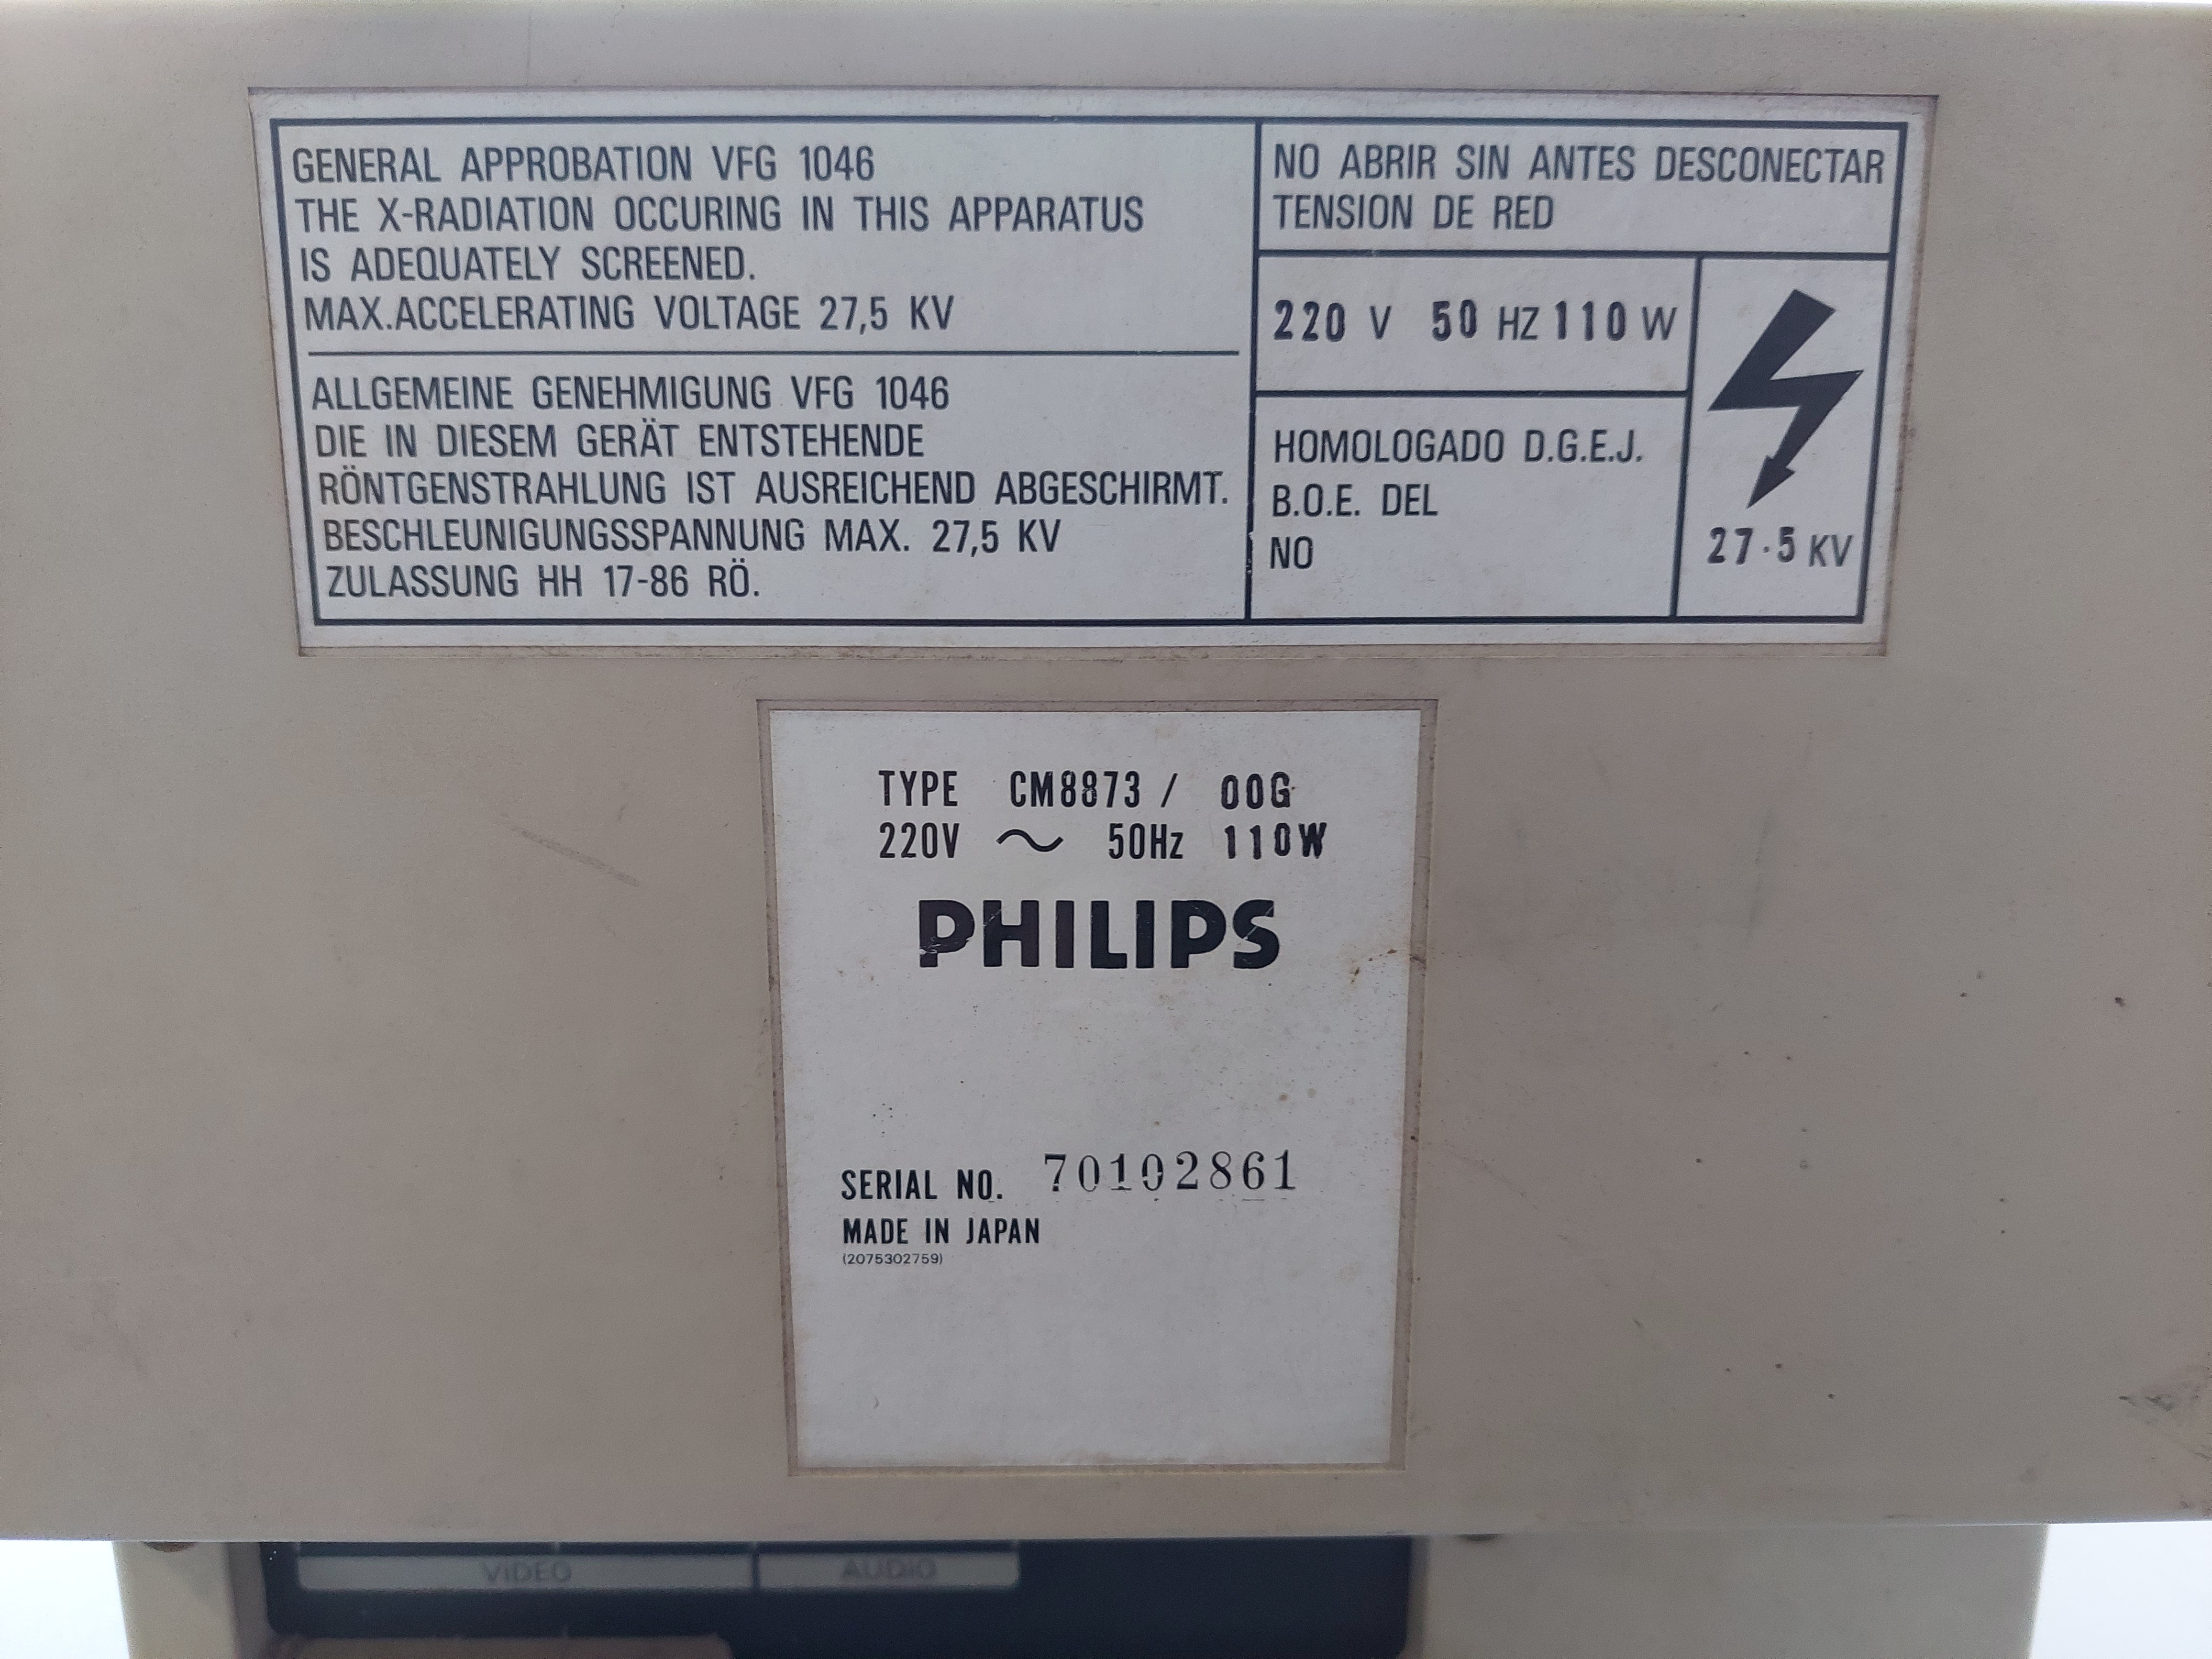 GENERAL APPROBATION VFG 1046
THE X-RADIATION OCCURING IN THIS APPARATUS
IS ADEQUATELY SCREENED.
MAX.ACCELERATING VOLTAGE 27,5 KV
ALLGEMEINE GENEHMIGUNG VFG 1046
DIE IN DIESEM GERÄT ENTSTEHENDE
RÖNTGENSTRAHLUNG IST AUSREICHEND ABGESCHIRMT.
BESCHLEUNIGUNGSSPANNUNG MAX. 27,5 KV
ZULASSUNG HH 17-86 RÖ.
NO ABRIR SIN ANTES DESCONECTAR
TENSION DE RED
220 V 50 HZ 110 W
HOMOLOGADO D.G.E.J.
B.O.E. DEL
NO
27·5 KV
TYPE CM8873 / 00G
220V ~ 50Hz 110W
PHILIPS
SERIAL NO. 70102861
MADE IN JAPAN
(2075302759)
VIDEO AUDIO